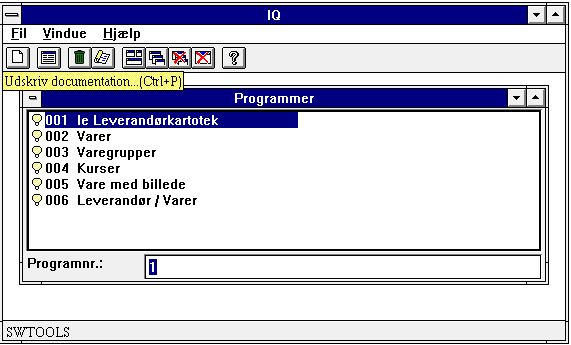 IQ
Fil Vindue Hjælp
?
Udskriv documentation...(Ctrl+P)
Programmer
001 le Leverandørkartotek
002 Varer
003 Varegrupper
004 Kurser
005 Vare med billede
006 Leverandør / Varer
Programnr.: 1
SWTOOLS